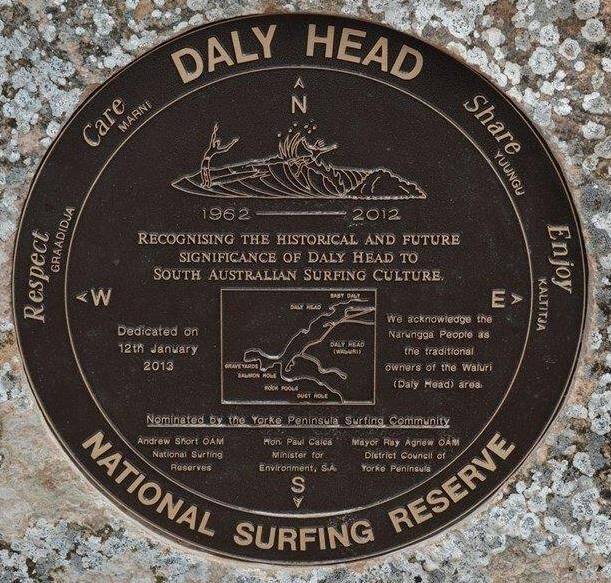 DALY HEAD
Care
MARNI
Share
YUUNGU
Respect
GRAADIDJA
Enjoy
KALTITJA
N
1962 2012
RECOGNISING THE HISTORICAL AND FUTURE
SIGNIFICANCE OF DALY HEAD TO
SOUTH AUSTRALIAN SURFING CULTURE.
W
E
Dedicated on
12th January
2013
EAST DALY
DALY HEAD
DALY HEAD
(WALURI)
GRAVEYARDS
SALMON HOLE
ROCK POOLS
DUST HOLE
We acknowledge the
Narungga People as
the traditional
owners of the Waluri
(Daly Head) area.
Nominated by the Yorke Peninsula Surfing Community
Andrew Short OAM
National Surfing
Reserves
Hon. Paul Caica
Minister for
Environment, S.A.
Mayor Ray Agnew OAM
District Council of
Yorke Peninsula
S
NATIONAL SURFING RESERVE